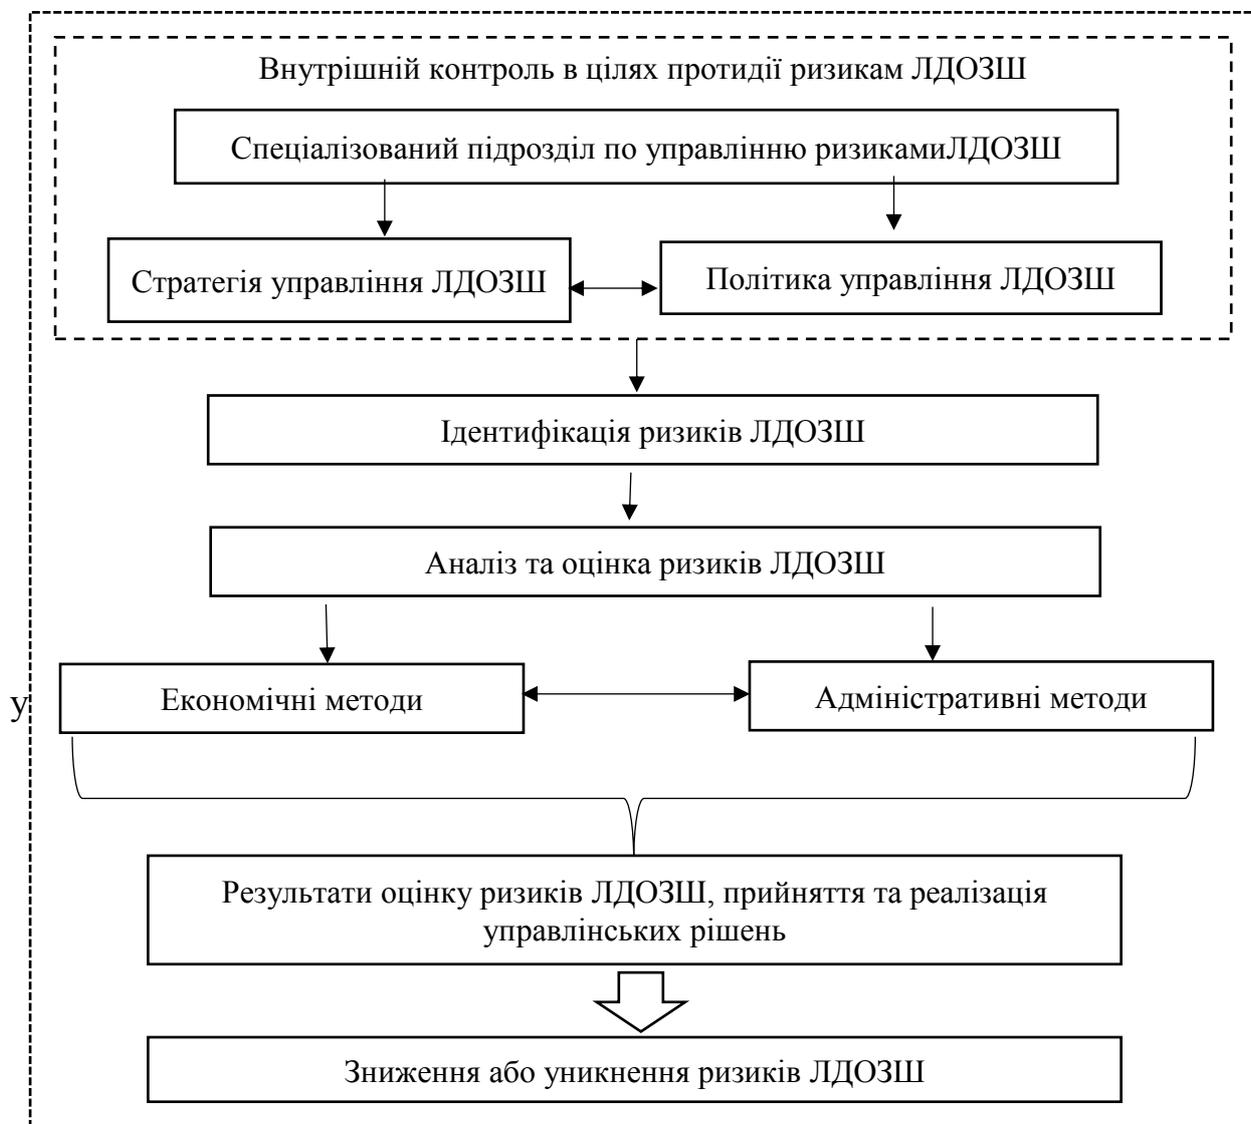 Внутрішній контроль в цілях протидії ризикам ЛДОЗШ
Спеціалізований підрозділ по управлінню ризикамиЛДОЗШ
Стратегія управління ЛДОЗШ
Політика управління ЛДОЗШ
Ідентифікація ризиків ЛДОЗШ
Аналіз та оцінка ризиків ЛДОЗШ
у
Економічні методи
Адміністративні методи
Результати оцінку ризиків ЛДОЗШ, прийняття та реалізація
управлінських рішень
Зниження або уникнення ризиків ЛДОЗШ